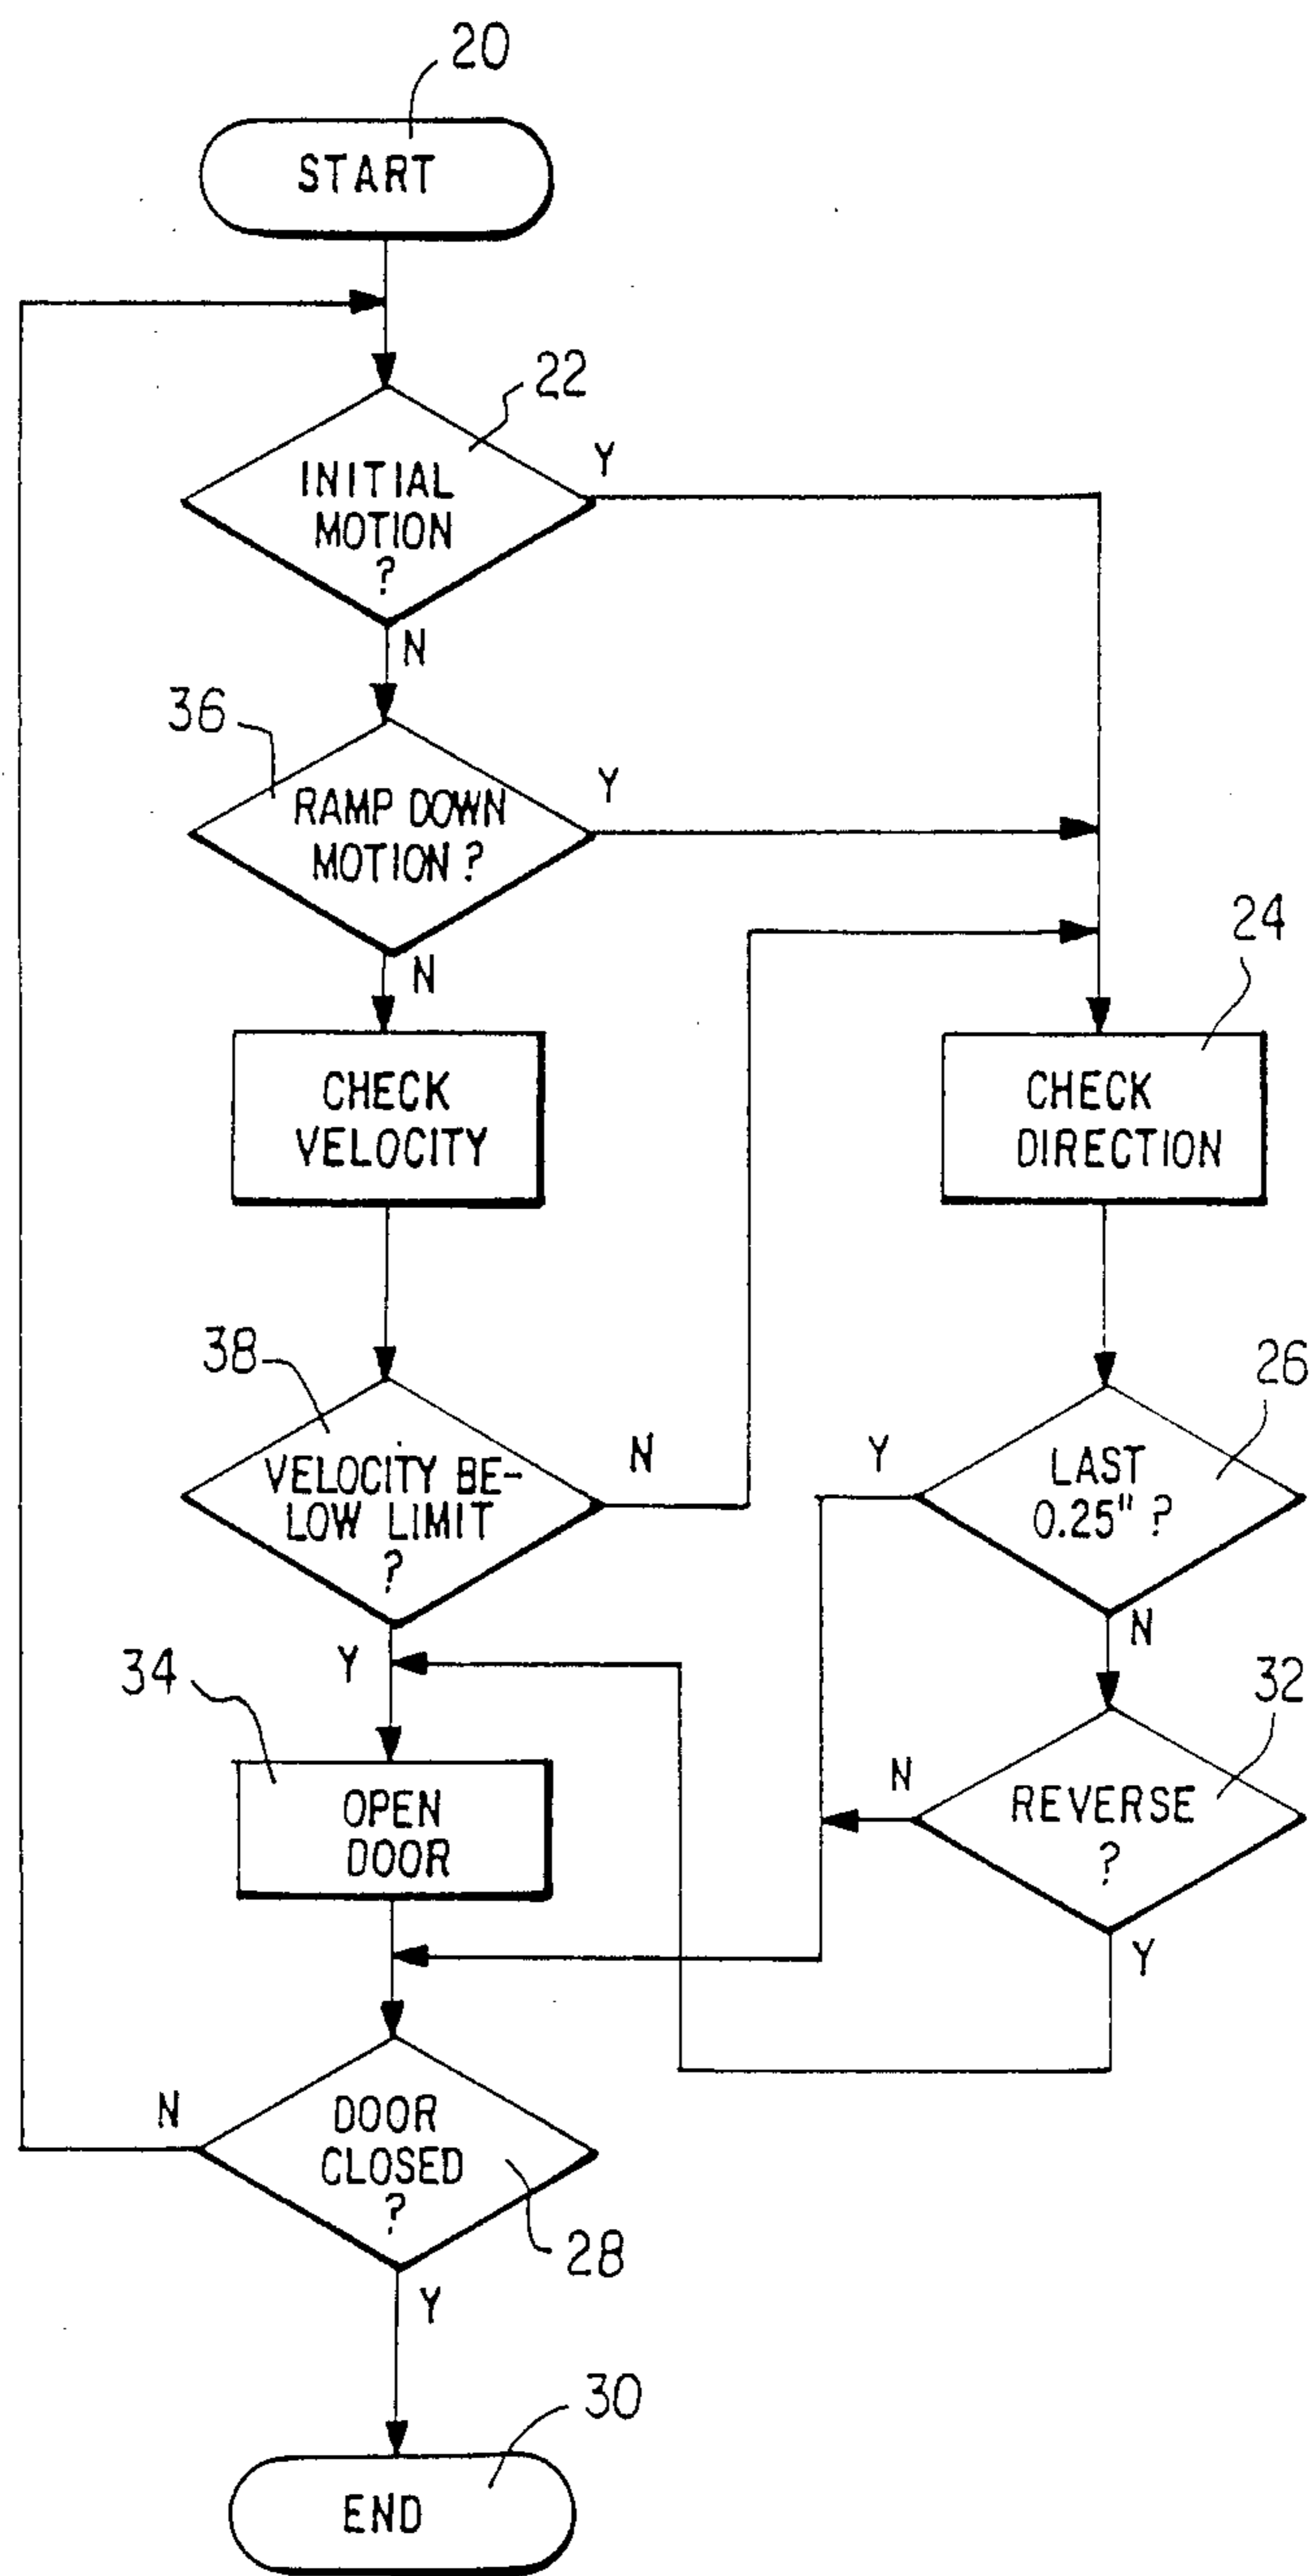 20
START
22
Y
INITIAL
MOTION
?
N
36
Y
RAMP DOWN
MOTION ?
N
24
CHECK
VELOCITY
CHECK
DIRECTION
38
26
N
Y
VELOCITY BE-
LOW LIMIT
?
LAST
0.25" ?
N
Y
34
32
N
OPEN
DOOR
REVERSE
?
Y
N
DOOR
CLOSED
?
28
Y
30
END